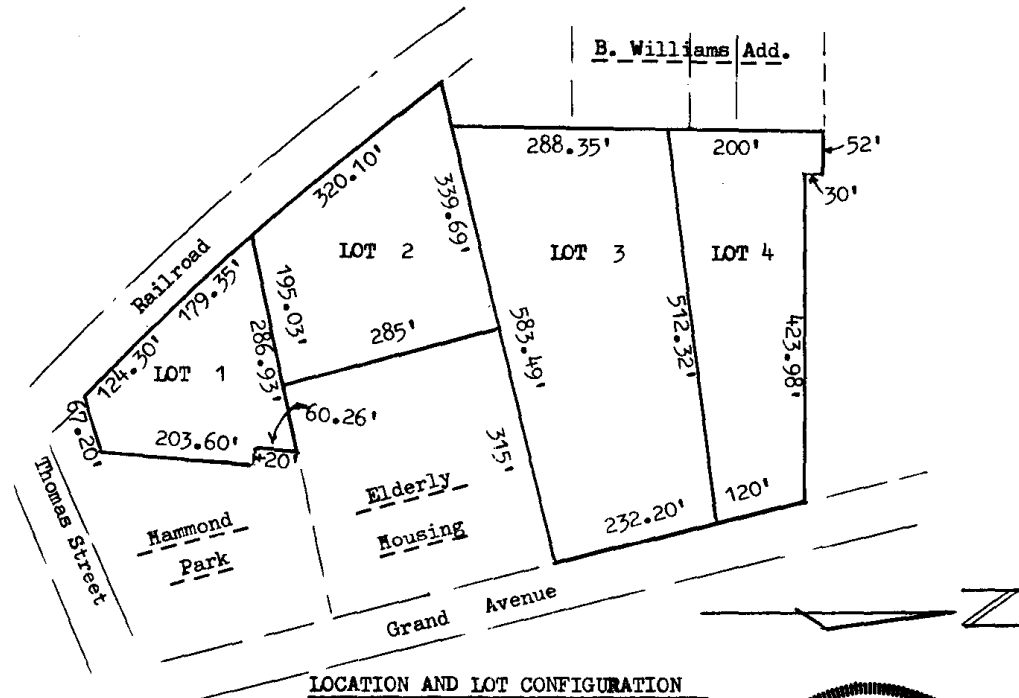 B. Williams Add.
288.35'
200'
52'
30'
320.10'
339.69'
LOT 2
LOT 3
LOT 4
Railroad
179.35'
195.03'
285'
583.49'
512.32'
423.98'
124.30'
LOT 1
286.93'
67.20'
203.60'
60.26'
20'
315'
Thomas Street
Hammond
Park
Elderly
Housing
232.20'
120'
Grand Avenue
N
LOCATION AND LOT CONFIGURATION